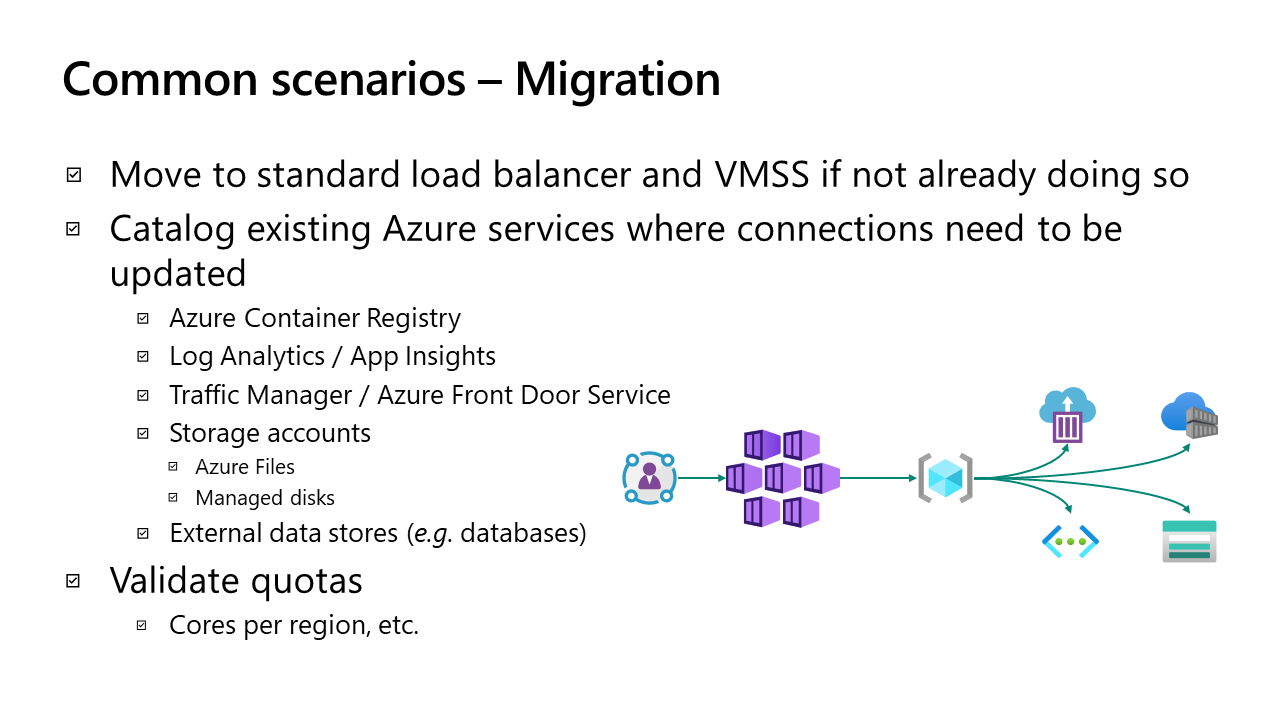 Common scenarios – Migration
Move to standard load balancer and VMSS if not already doing so
Catalog existing Azure services where connections need to be
updated
Azure Container Registry
Log Analytics / App Insights
Traffic Manager / Azure Front Door Service
Storage accounts
Azure Files
Managed disks
External data stores (e.g. databases)
Validate quotas
Cores per region, etc.